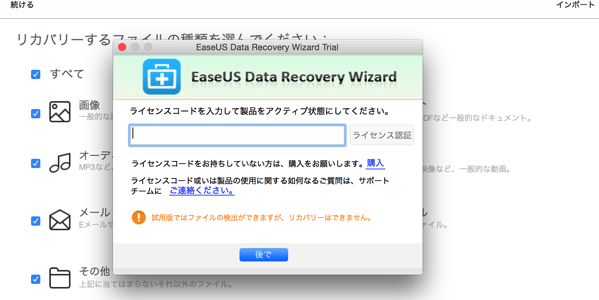 続ける
インポート
リカバリーするファイルの種類を選んでください：
EaseUS Data Recovery Wizard Trial
EaseUS Data Recovery Wizard
すべて
ライセンスコードを入力して製品をアクティブ状態にしてください。
画像
一般的な
DFなど一般的なドキュメント。
ライセンス認証
オーデ
MP3など、
映像など、一般的な動画。
ライセンスコードをお持ちしていない方は、購入をお願いします。 購入
ライセンスコード或いは製品の使用に関する如何なるご質問は、サポート
チームに ご連絡ください。
メール
Eメールや
ル
試用版ではファイルの検出ができますが、リカバリーはできません。
後で
その他
上記に当てはまらないそれ以外のファイル。